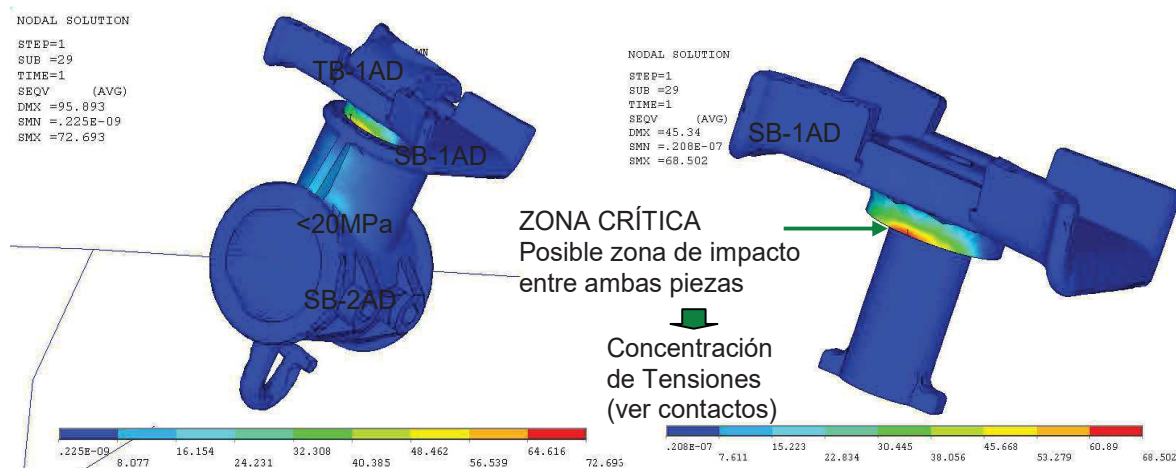 NODAL SOLUTION
STEP=1
SUB =29
TIME=1
SEQV (AVG)
DMX =95.893
SMN =.225E-09
SMX =72.693
TB-1AD
SB-1AD
<20MPa
SB-2AD
.225E-09 8.077 16.154 24.231 32.308 40.385 48.462 56.539 64.616 72.695
ZONA CRÍTICA
Posible zona de impacto
entre ambas piezas
Concentración
de Tensiones
(ver contactos)
NODAL SOLUTION
STEP=1
SUB =29
TIME=1
SEQV (AVG)
DMX =45.34
SMN =.208E-07
SMX =68.502
SB-1AD
.208E-07 7.611 15.223 22.834 30.445 38.056 45.668 53.279 60.89 68.502